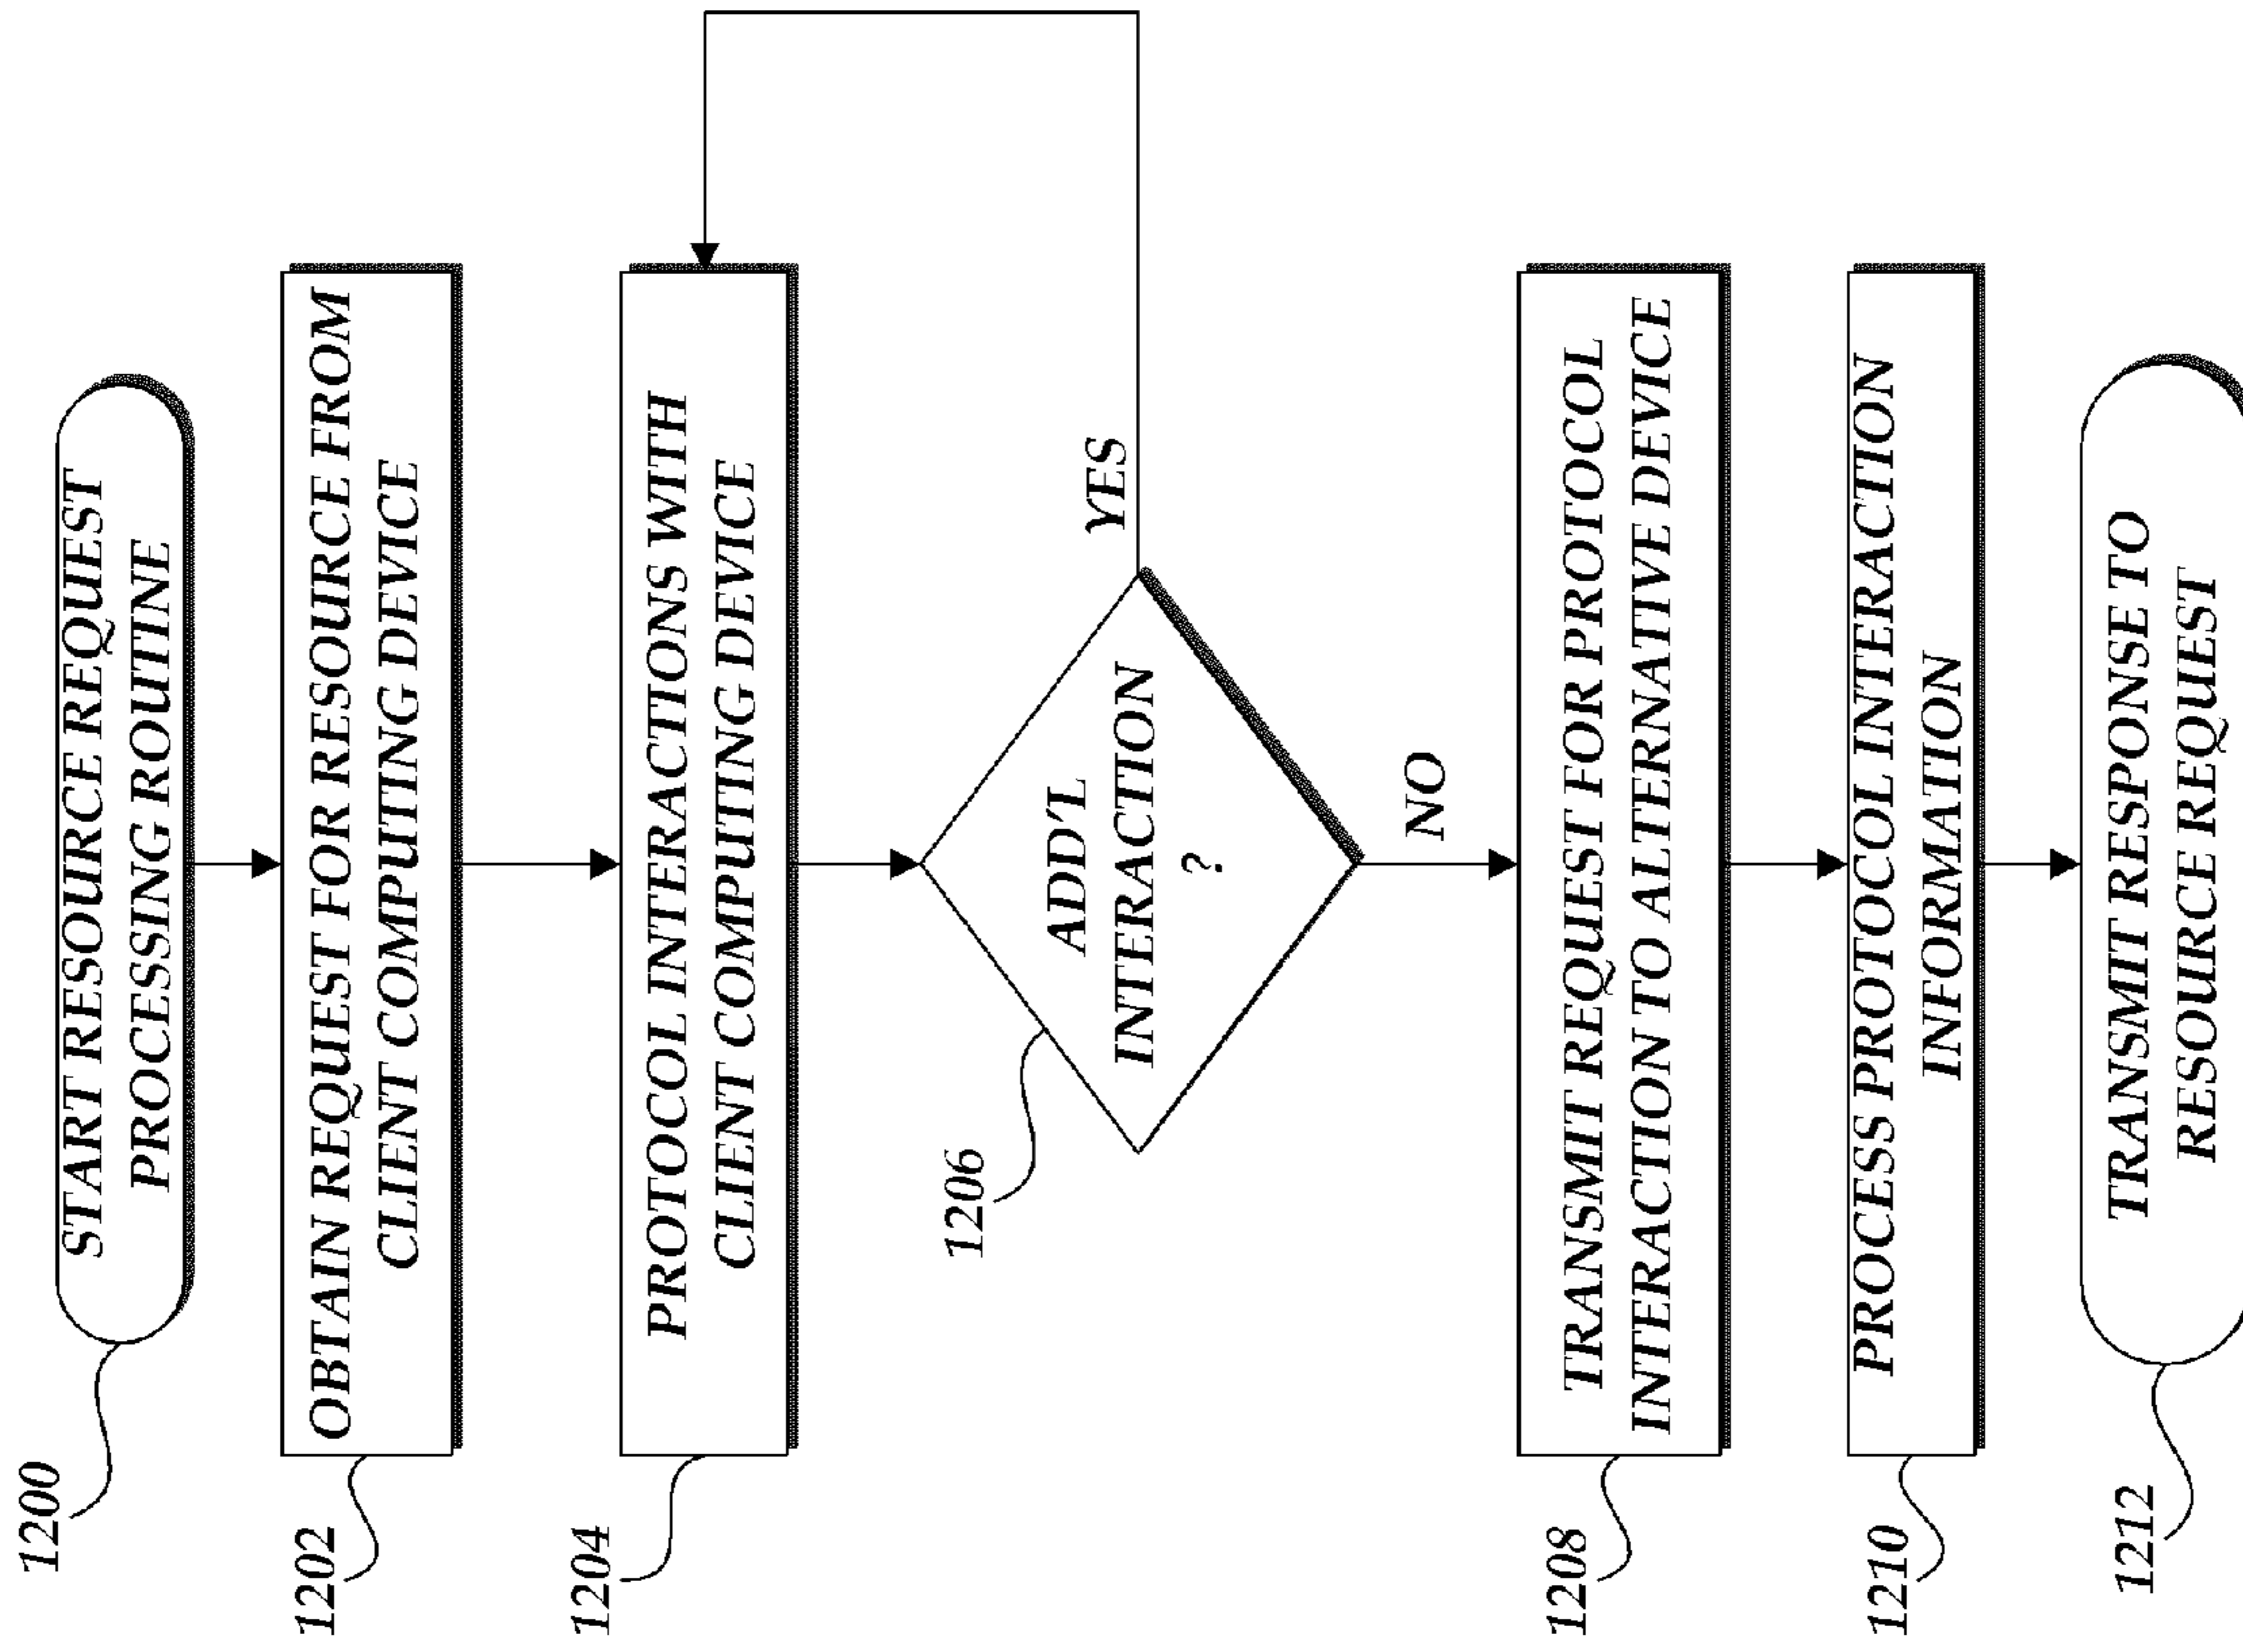 1200
START RESOURCE REQUEST
PROCESSING ROUTINE
1202
OBTAIN REQUEST FOR RESOURCE FROM
CLIENT COMPUTING DEVICE
1204
PROTOCOL INTERACTIONS WITH
CLIENT COMPUTING DEVICE
1206
ADD'L
INTERACTION
?
YES
NO
1208
TRANSMIT REQUEST FOR PROTOCOL
INTERACTION TO ALTERNATIVE DEVICE
1210
PROCESS PROTOCOL INTERACTION
INFORMATION
1212
TRANSMIT RESPONSE TO
RESOURCE REQUEST